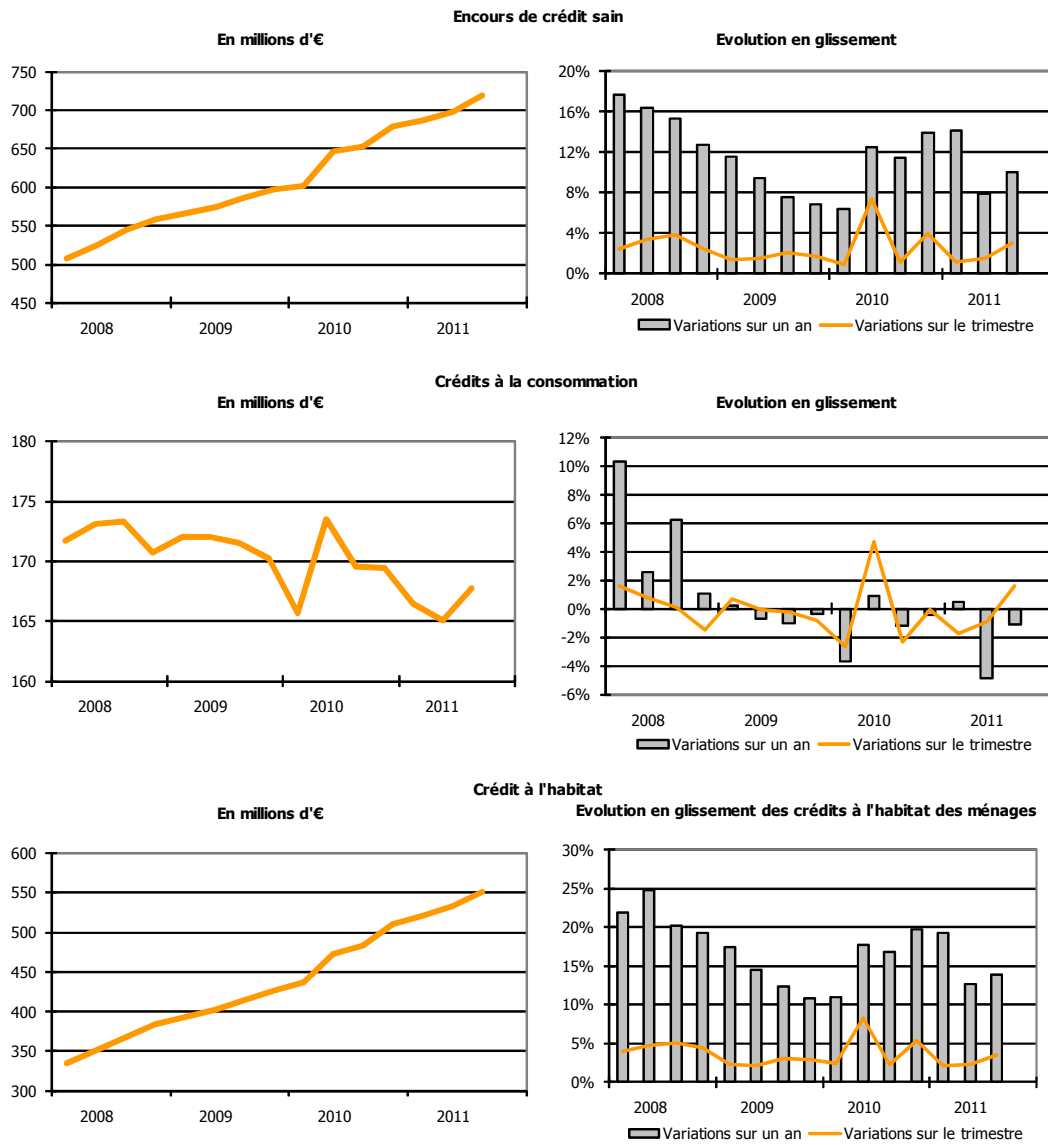 Encours de crédit sain
En millions d'€
Evolution en glissement
750
700
650
600
550
500
450
2008 2009 2010 2011
20%
16%
12%
8%
4%
0%
2008 2009 2010 2011
Variations sur un an Variations sur le trimestre
Crédits à la consommation
En millions d'€
Evolution en glissement
180
175
170
165
160
2008 2009 2010 2011
12%
10%
8%
6%
4%
2%
0%
-2%
-4%
-6%
2008 2009 2010 2011
Variations sur un an Variations sur le trimestre
Crédit à l'habitat
En millions d'€
Evolution en glissement des crédits à l'habitat des ménages
600
550
500
450
400
350
300
2008 2009 2010 2011
30%
25%
20%
15%
10%
5%
0%
2008 2009 2010 2011
Variations sur un an Variations sur le trimestre